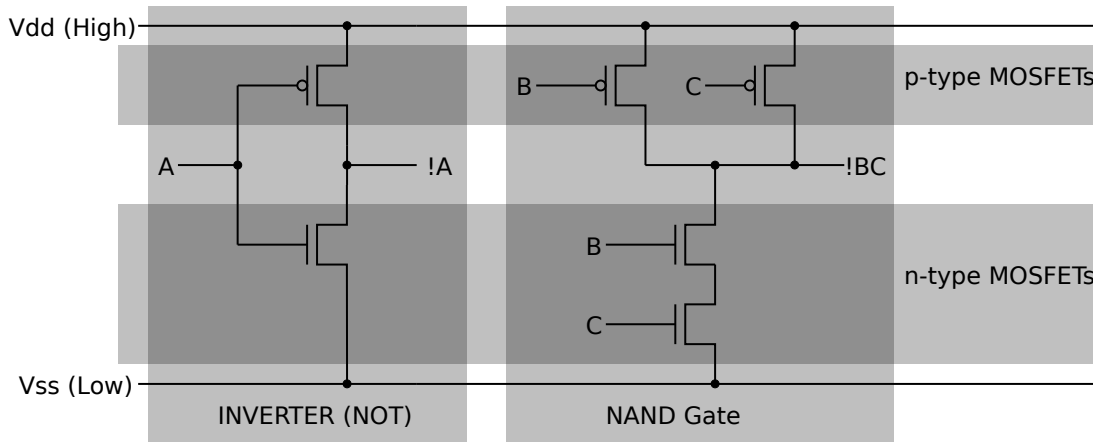 Vdd (High)
p-type MOSFETs
B
C
A
!A
!BC
B
n-type MOSFETs
C
Vss (Low)
INVERTER (NOT)
NAND Gate